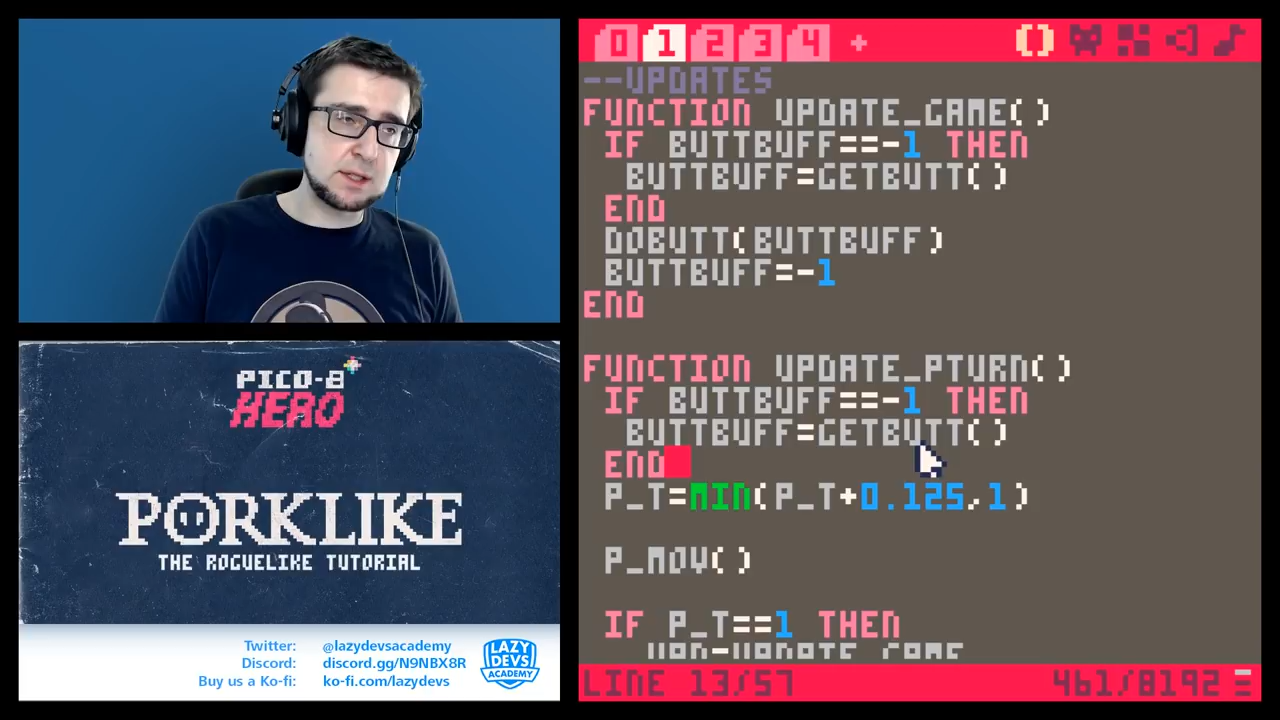 PICO-8
HERO
PORKLIKE
THE ROGUELIKE TUTORIAL
Twitter: @lazydevsacademy
Discord: discord.gg/N9NBX8R
Buy us a Ko-fi: ko-fi.com/lazydevs
LAZY
DEVS
ACADEMY
0 1 2 3 4 +
--UPDATES
FUNCTION UPDATE_GAME()
IF BUTTBUFF==-1 THEN
BUTTBUFF=GETBUTT()
END
DOBUTT(BUTTBUFF)
BUTTBUFF=-1
END
FUNCTION UPDATE_PTURN()
IF BUTTBUFF==-1 THEN
BUTTBUFF=GETBUTT()
END
P_T=MIN(P_T+0.125,1)
P_MOV()
IF P_T==1 THEN
LINE 13/57 461/8192